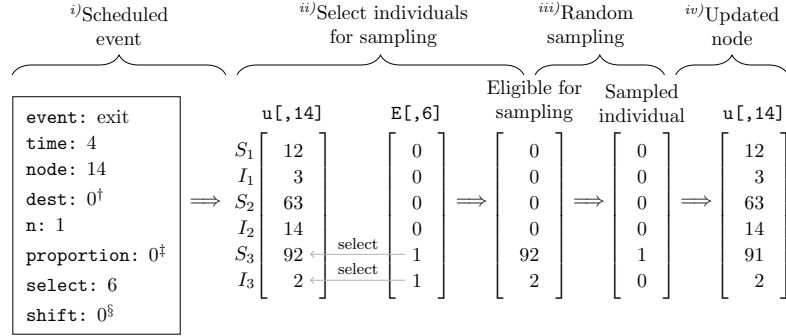 i)Scheduled event
ii)Select individuals for sampling
iii)Random sampling
iv)Updated node
event: exit
time: 4
node: 14
dest: 0†
n: 1
proportion: 0‡
select: 6
shift: 0§
⟹
u[,14]
E[,6]
Eligible for sampling
Sampled individual
u[,14]
S1 12 0 0 0 12
I1 3 0 0 0 3
S2 63 0 ⟹ 0 ⟹ 0 ⟹ 63
I2 14 0 0 0 14
S3 92 select 1 92 1 91
I3 2 select 1 2 0 2